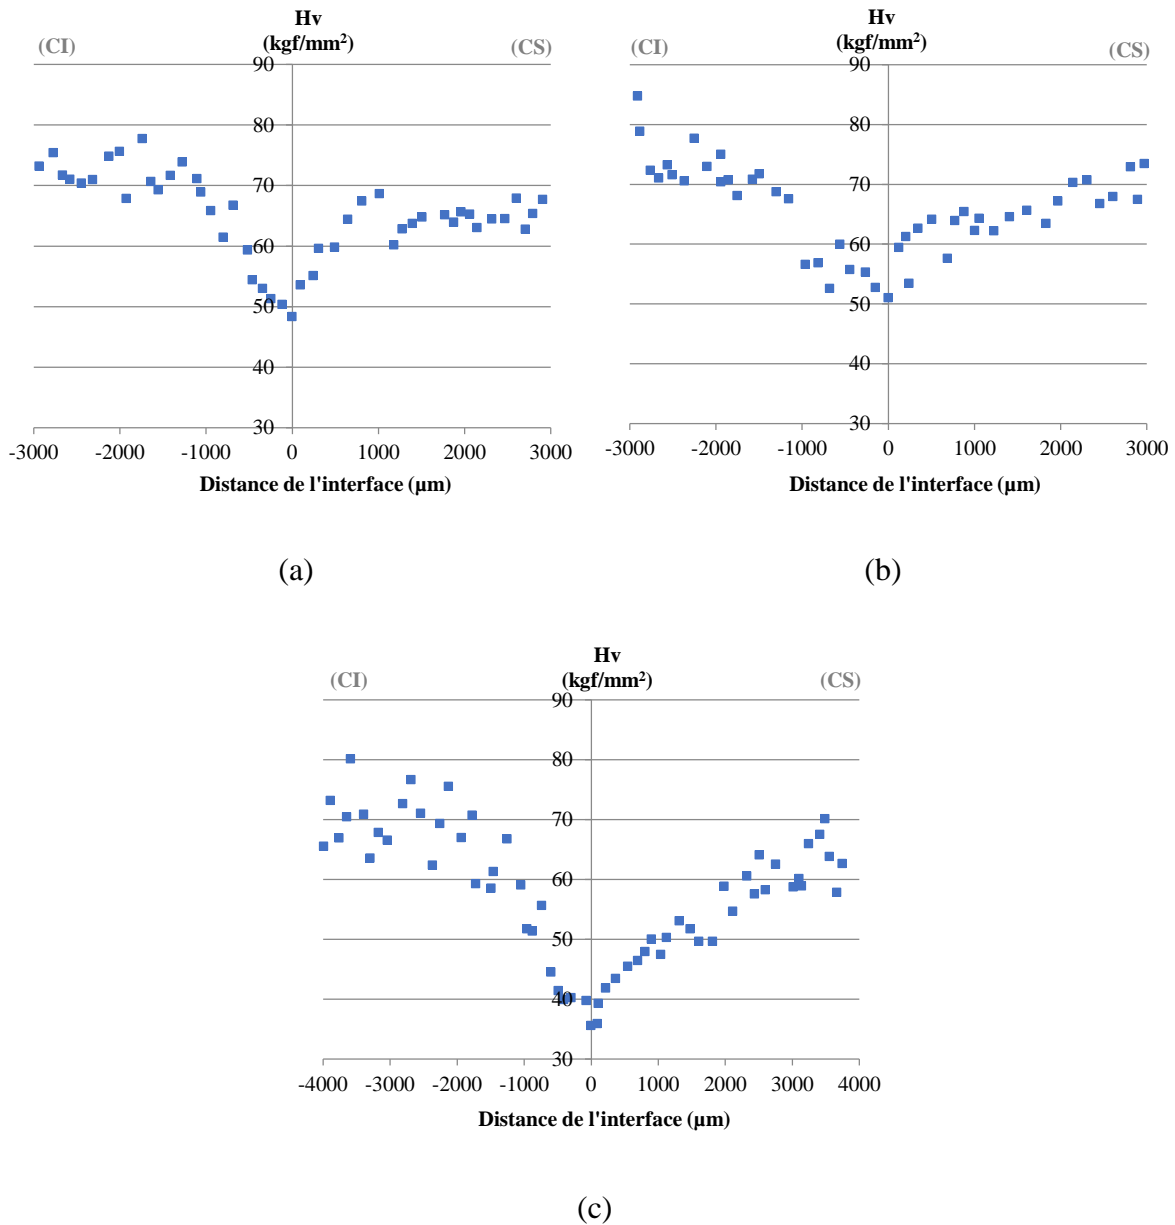 Hv
(kgf/mm²)
(CI) (CS)
90
80
70
60
50
40
30
-3000 -2000 -1000 0 1000 2000 3000
Distance de l'interface (µm)
(a)
Hv
(kgf/mm²)
(CI) (CS)
90
80
70
60
50
40
30
-3000 -2000 -1000 0 1000 2000 3000
Distance de l'interface (µm)
(b)
Hv
(kgf/mm²)
(CI) (CS)
90
80
70
60
50
40
30
-4000 -3000 -2000 -1000 0 1000 2000 3000 4000
Distance de l'interface (µm)
(c)